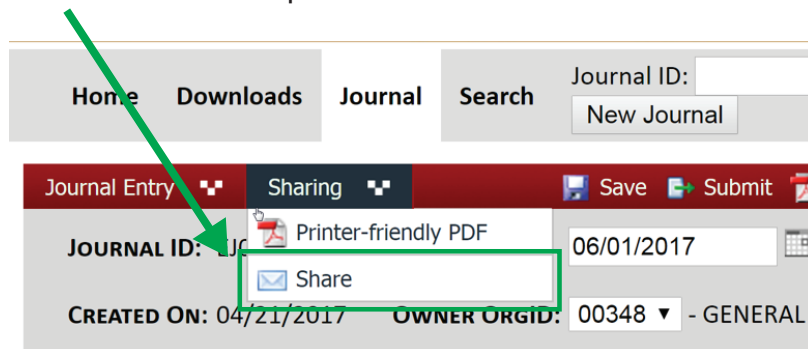 Home Downloads Journal Search Journal ID:
New Journal
Journal Entry Sharing Save Submit
Printer-friendly PDF
JOURNAL ID: 06/01/2017
Share
CREATED ON: 04/21/2017 OWNER ORGID: 00348 - GENERAL